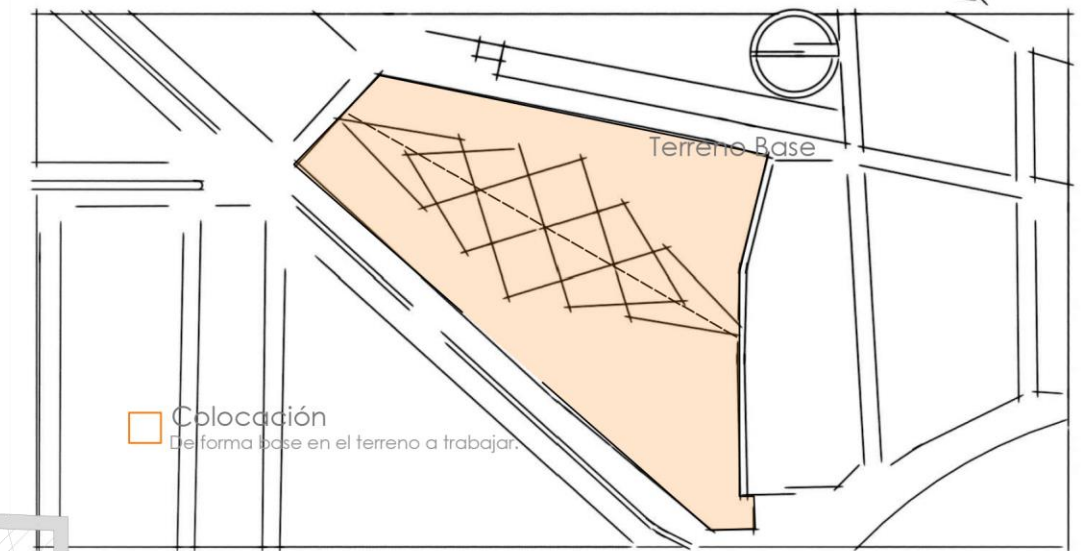 Terreno Base
Colocación
De forma base en el terreno a trabajar.